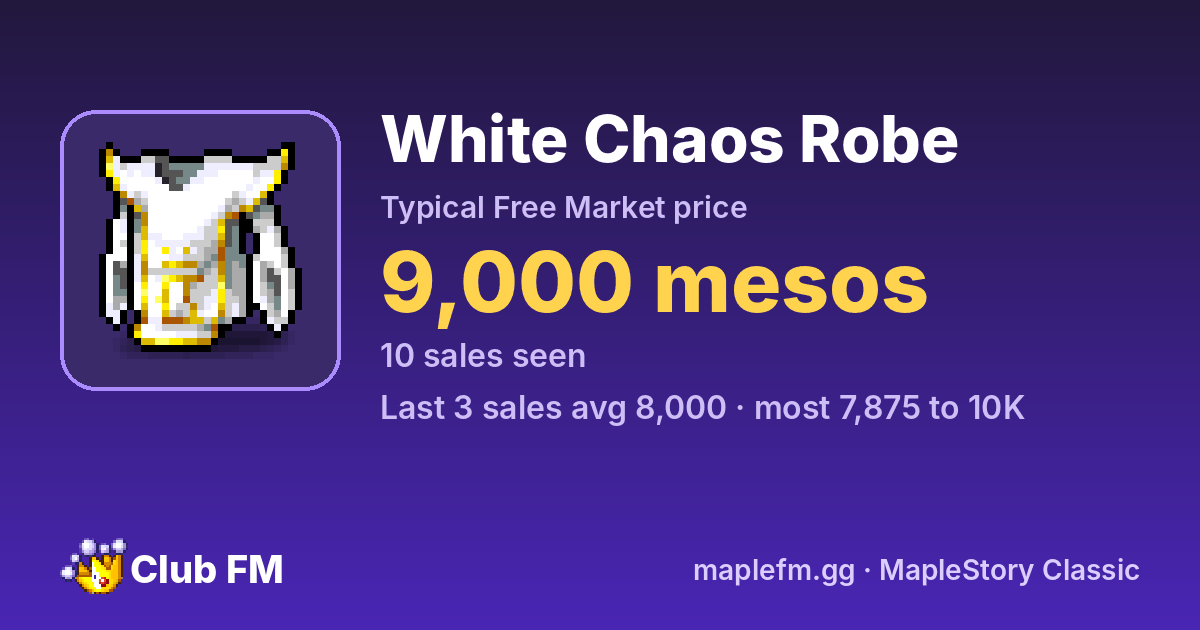 White Chaos Robe
Typical Free Market price
9,000 mesos
10 sales seen
Last 3 sales avg 8,000 · most 7,875 to 10K
Club FM
maplefm.gg · MapleStory Classic